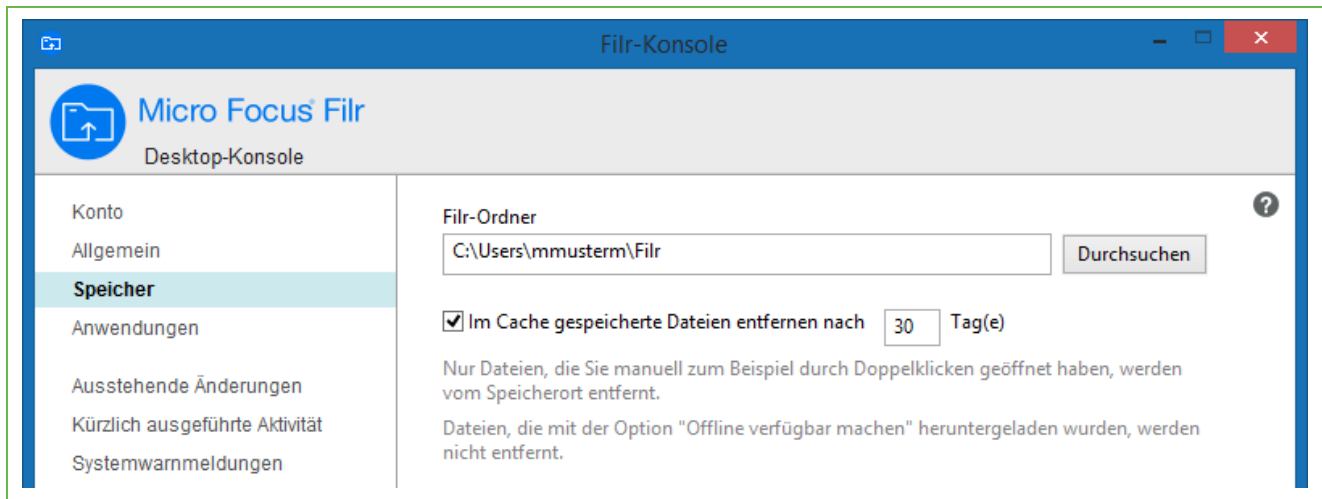 Filr-Konsole
Micro Focus Filr
Desktop-Konsole
Konto
Allgemein
Speicher
Anwendungen
Ausstehende Änderungen
Kürzlich ausgeführte Aktivität
Systemwarnmeldungen
Filr-Ordner
C:\Users\mmusterm\Filr
Durchsuchen
Im Cache gespeicherte Dateien entfernen nach 30 Tag(e)
Nur Dateien, die Sie manuell zum Beispiel durch Doppelklicken geöffnet haben, werden
vom Speicherort entfernt.
Dateien, die mit der Option "Offline verfügbar machen" heruntergeladen wurden, werden
nicht entfernt.